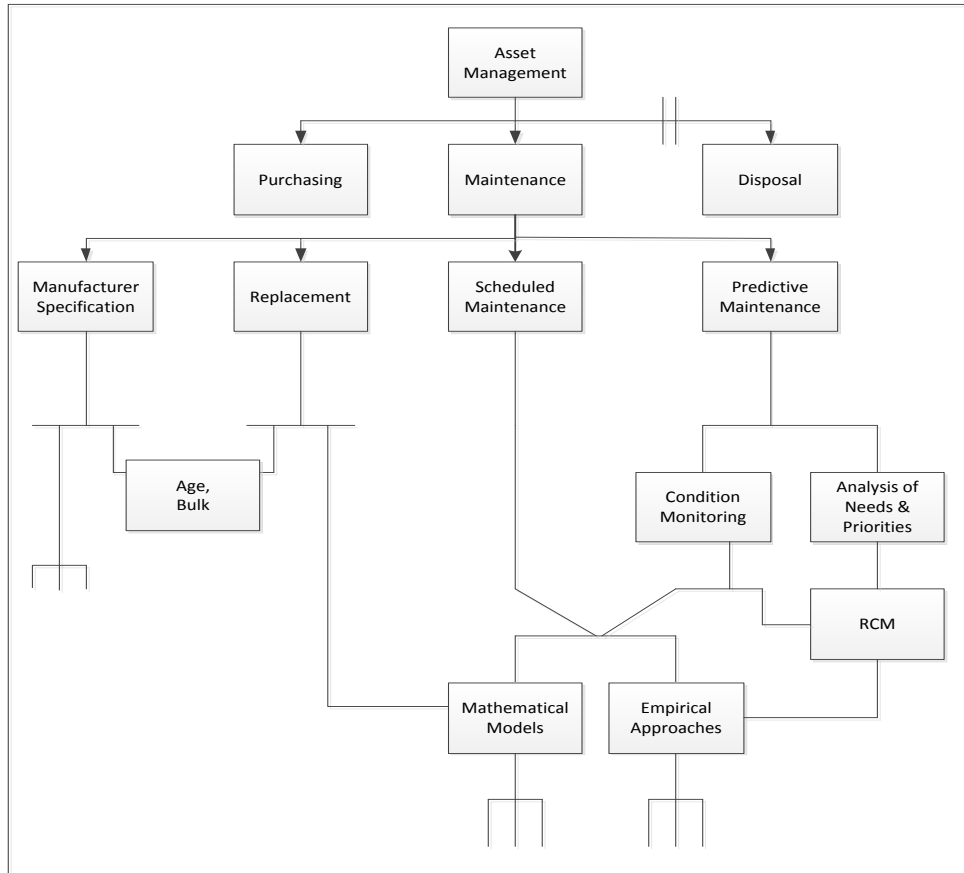 Asset
Management
Purchasing
Maintenance
Disposal
Manufacturer
Specification
Replacement
Scheduled
Maintenance
Predictive
Maintenance
Age,
Bulk
Condition
Monitoring
Analysis of
Needs &
Priorities
RCM
Mathematical
Models
Empirical
Approaches